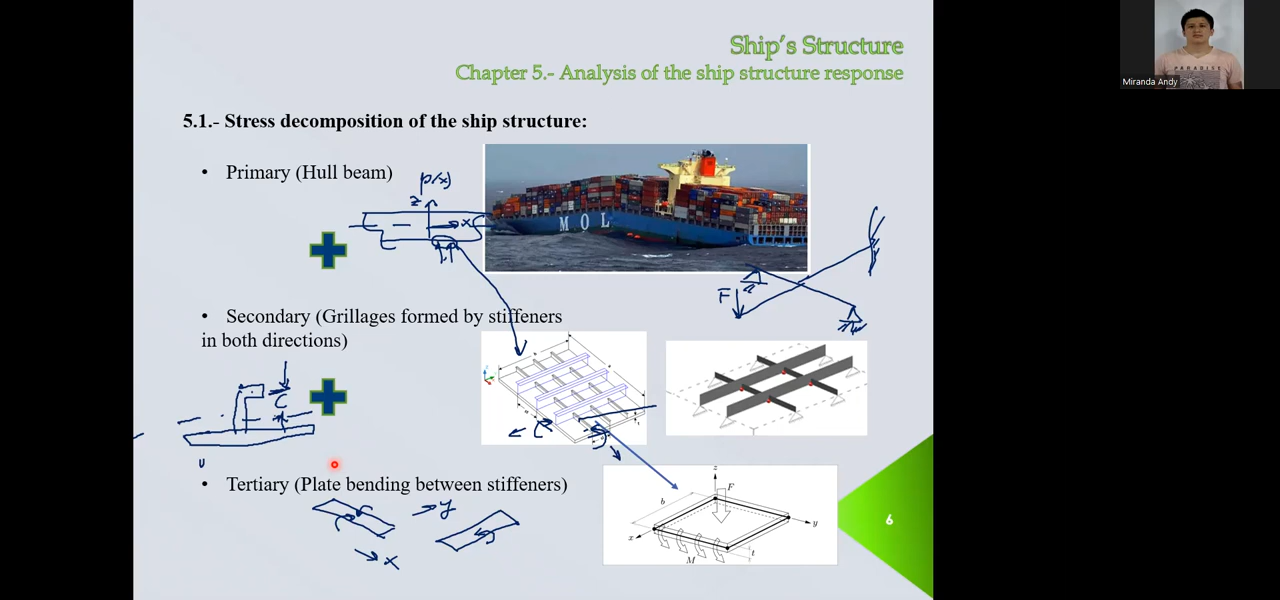 Ship's Structure
Chapter 5.- Analysis of the ship structure response
Miranda Andy
5.1.- Stress decomposition of the ship structure:
• Primary (Hull beam)
p(x)
z
x
M O L
F
• Secondary (Grillages formed by stiffeners
in both directions)
• Tertiary (Plate bending between stiffeners)
y
x
z
F
b
y
x
t
M
6